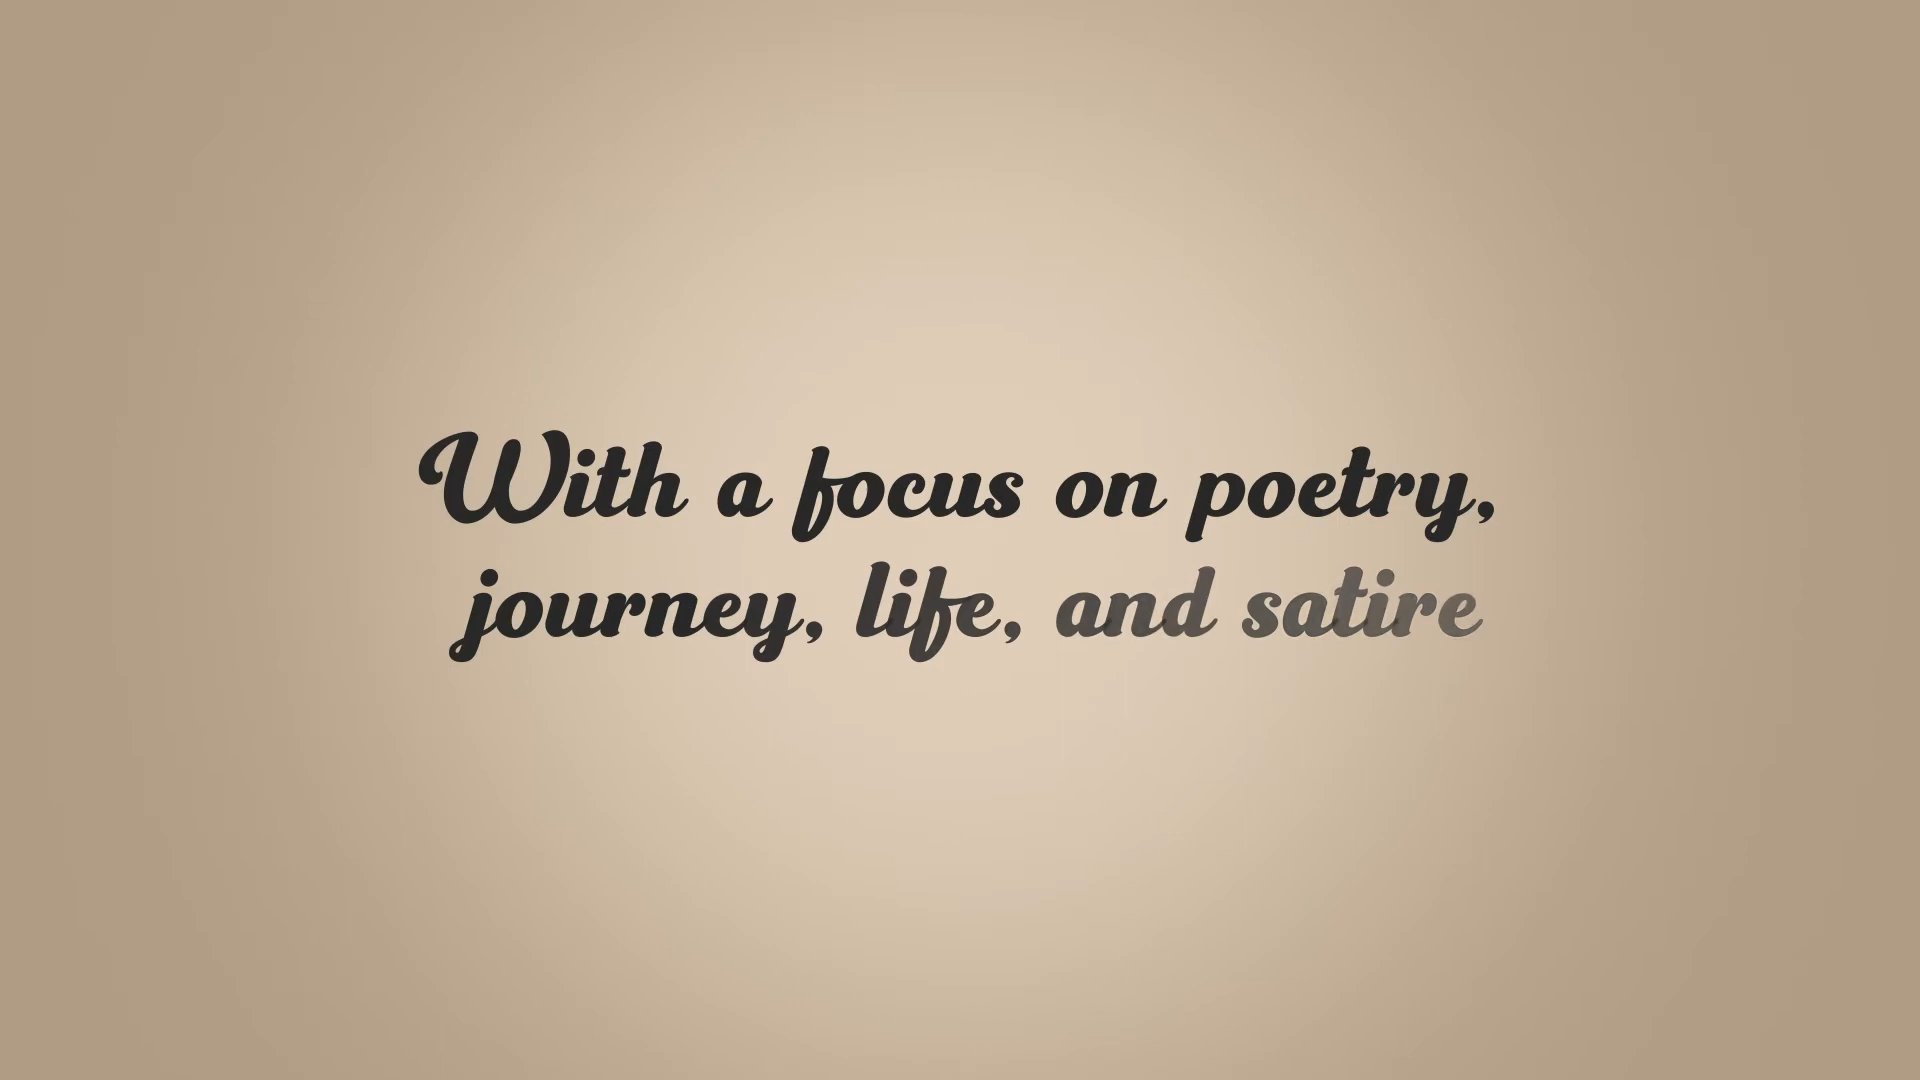 With a focus on poetry,
journey, life, and satire